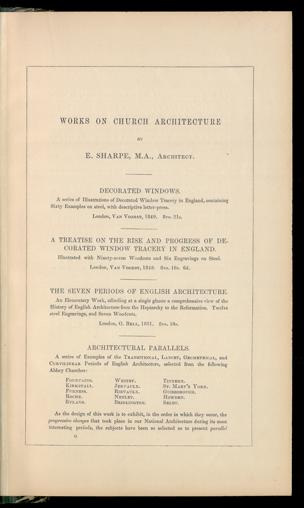 WORKS ON CHURCH ARCHITECTURE
BY
E. SHARPE, M.A., ARCHITECT.
DECORATED WINDOWS.
A series of Illustrations of Decorated Window Tracery in England, containing
Sixty Examples on steel, with descriptive letter-press.
London, VAN VOORST, 1849. 8vo. 21s.
A TREATISE ON THE RISE AND PROGRESS OF DE-
CORATED WINDOW TRACERY IN ENGLAND.
Illustrated with Ninety-seven Woodcuts and Six Engravings on Steel.
London, VAN VOORST, 1849. 8vo. 10s. 6d.
THE SEVEN PERIODS OF ENGLISH ARCHITECTURE.
An Elementary Work, affording at a single glance a comprehensive view of the
History of English Architecture from the Heptarchy to the Reformation. Twelve
steel Engravings, and Seven Woodcuts.
London, G. BELL, 1851. 8vo.
ARCHITECTURAL PARALLELS.
A series of Examples of the TRANSITIONAL, LANCET, GEOMETRICAL, and
CURVILINEAR Periods of English Architecture, selected from the following
Abbey Churches:
FOUNTAINS. WHITBY. TINTERN.
KIRKSTALL. JERVAULX. ST. MARY'S YORK.
FURNESS. RIEVAULX. GUISBOROUGH.
ROCHE. NETLEY. HOWDEN.
BYLAND. BRIDLINGTON. SELBY.
As the design of this work is to exhibit, in the order in which they occur, the
progressive changes that took place in our National Architecture during its most
interesting periods, the subjects have been so selected as to present parallel